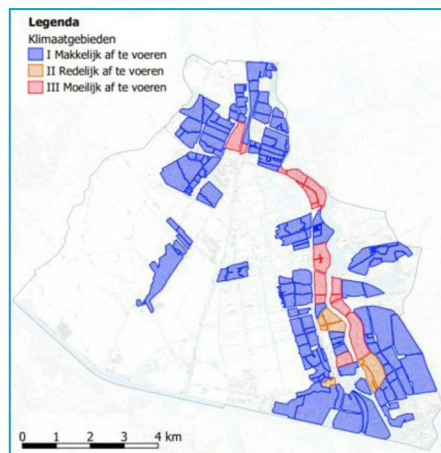 Legenda
Klimaatgebieden
I Makkelijk af te voeren
II Redelijk af te voeren
III Moeilijk af te voeren
0 1 2 3 4 km